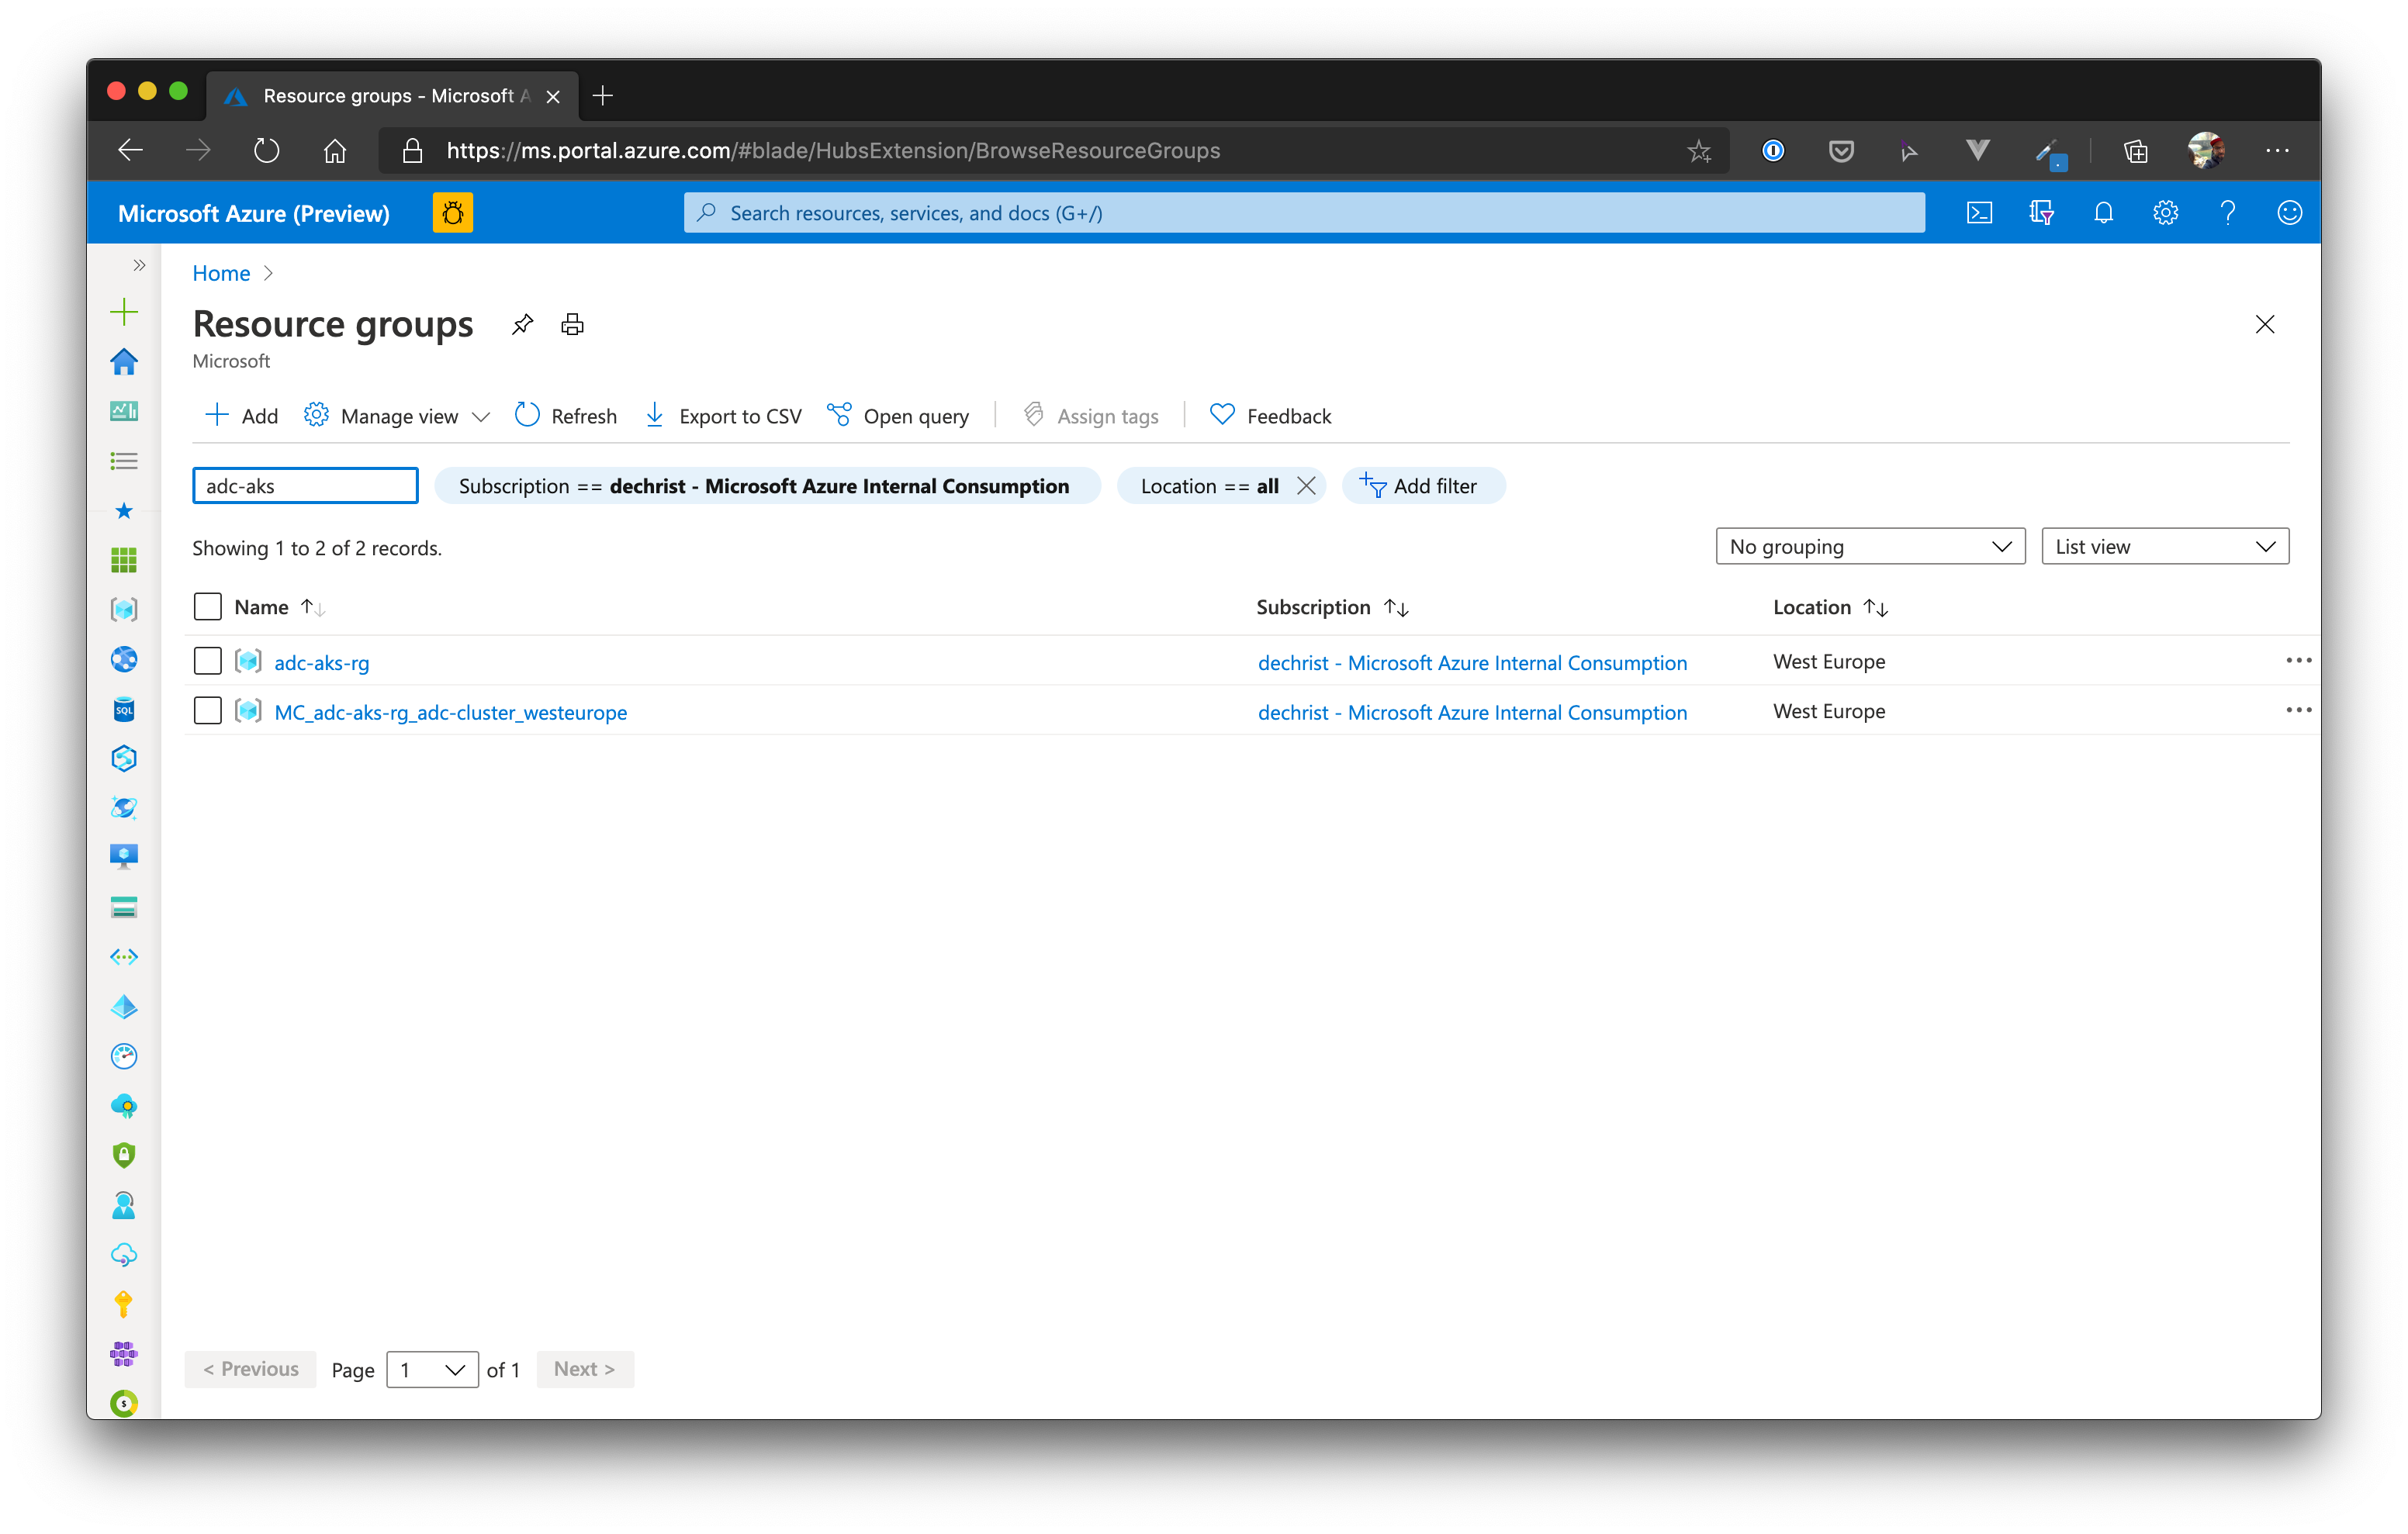 Resource groups - Microsoft A
https://ms.portal.azure.com/#blade/HubsExtension/BrowseResourceGroups
Microsoft Azure (Preview)
Search resources, services, and docs (G+/)
Home
Resource groups
Microsoft
Add
Manage view
Refresh
Export to CSV
Open query
Assign tags
Feedback
adc-aks
Subscription == dechrist - Microsoft Azure Internal Consumption
Location == all
Add filter
Showing 1 to 2 of 2 records.
No grouping
List view
Name
Subscription
Location
adc-aks-rg
dechrist - Microsoft Azure Internal Consumption
West Europe
MC_adc-aks-rg_adc-cluster_westeurope
dechrist - Microsoft Azure Internal Consumption
West Europe
SQL
$
< Previous
Page
1
of 1
Next >